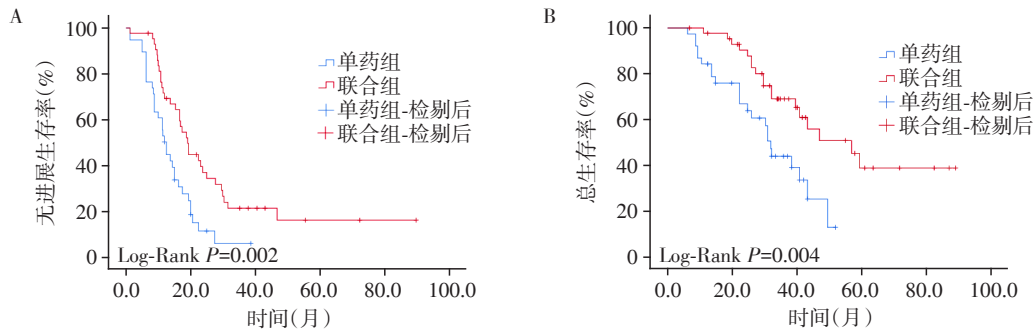 A
无进展生存率(%)
100
80
60
40
20
0
单药组
联合组
单药组-检剔后
联合组-检剔后
Log-Rank P=0.002
0.0 20.0 40.0 60.0 80.0 100.0
时间(月)
B
总生存率(%)
100
80
60
40
20
0
单药组
联合组
单药组-检剔后
联合组-检剔后
Log-Rank P=0.004
0.0 20.0 40.0 60.0 80.0 100.0
时间(月)